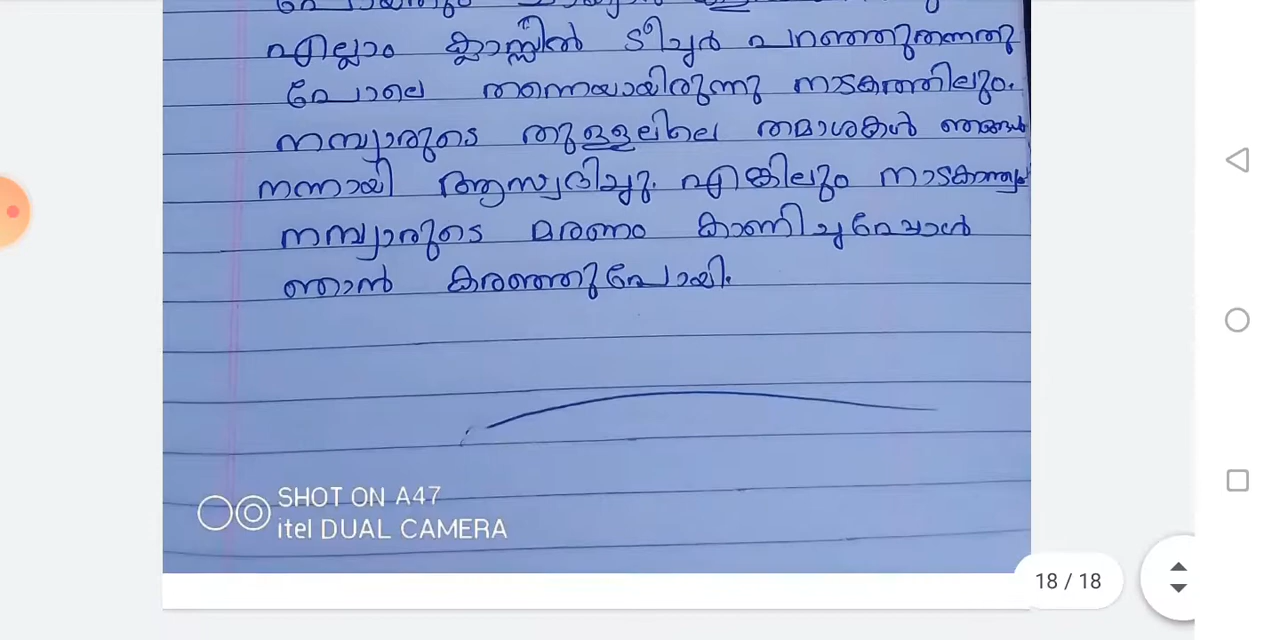 എല്ലാം ക്ലാസ്സിൽ ടീച്ചർ പറഞ്ഞുതന്നതു
പോലെ തന്നെയായിരുന്നു നാടകത്തിലും.
നമ്പ്യാരുടെ തുള്ളലിലെ തമാശകൾ ഞങ്ങൾ
നന്നായി ആസ്വദിച്ചു. എങ്കിലും നാടകാന്ത്യം
നമ്പ്യാരുടെ മരണം കാണിച്ചപ്പോൾ
ഞാൻ കരഞ്ഞുപോയി.
SHOT ON A47
itel DUAL CAMERA
18 / 18